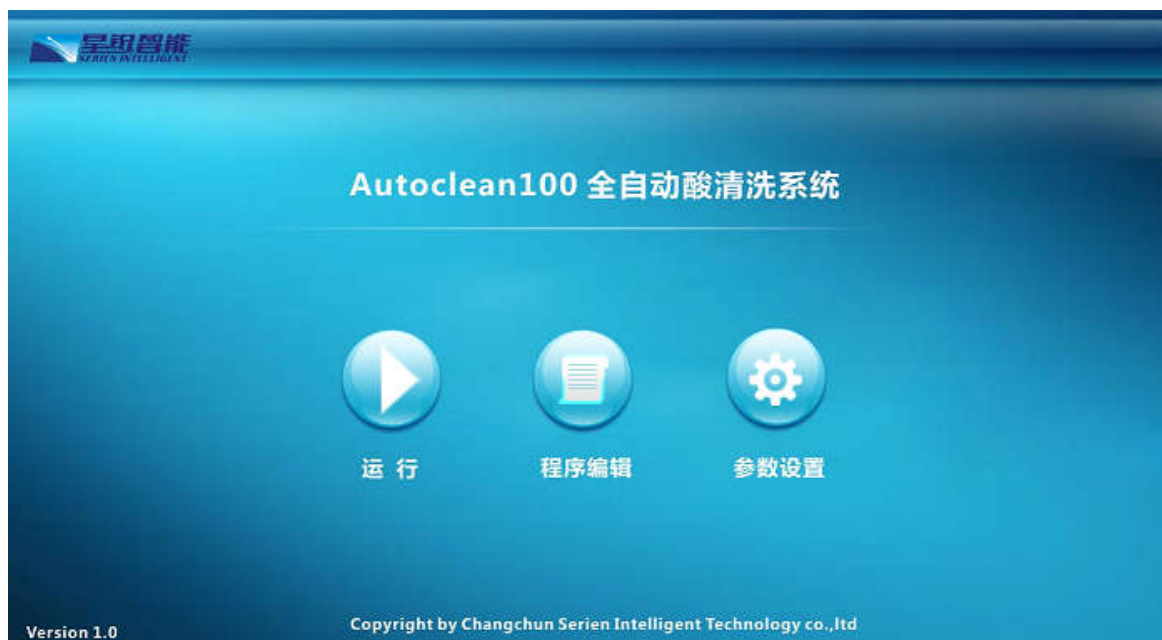 星锐智能
SERIEN INTELLIGENT
Autoclean100 全自动酸清洗系统
运 行
程序编辑
参数设置
Version 1.0
Copyright by Changchun Serien Intelligent Technology co.,ltd